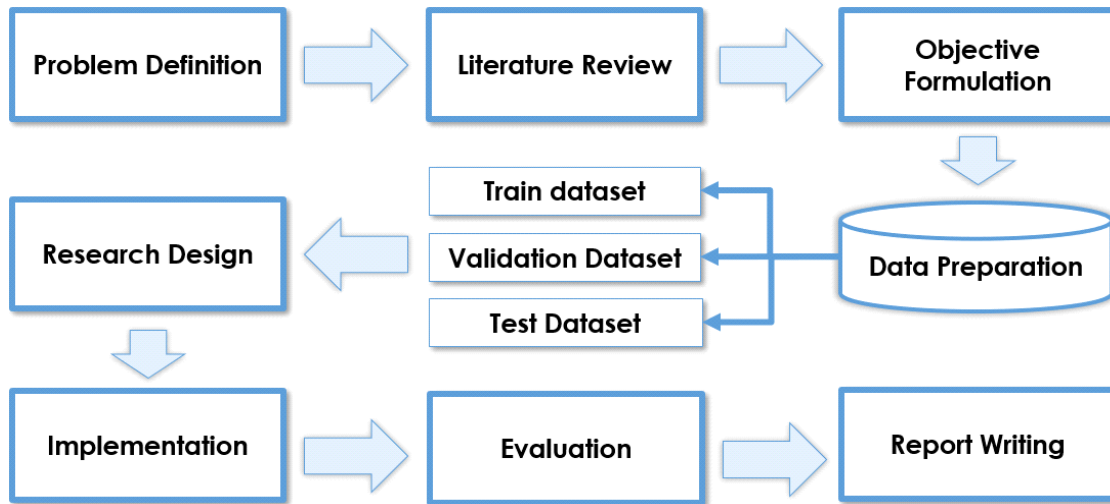 Problem Definition
Literature Review
Objective
Formulation
Train dataset
Validation Dataset
Test Dataset
Data Preparation
Research Design
Implementation
Evaluation
Report Writing